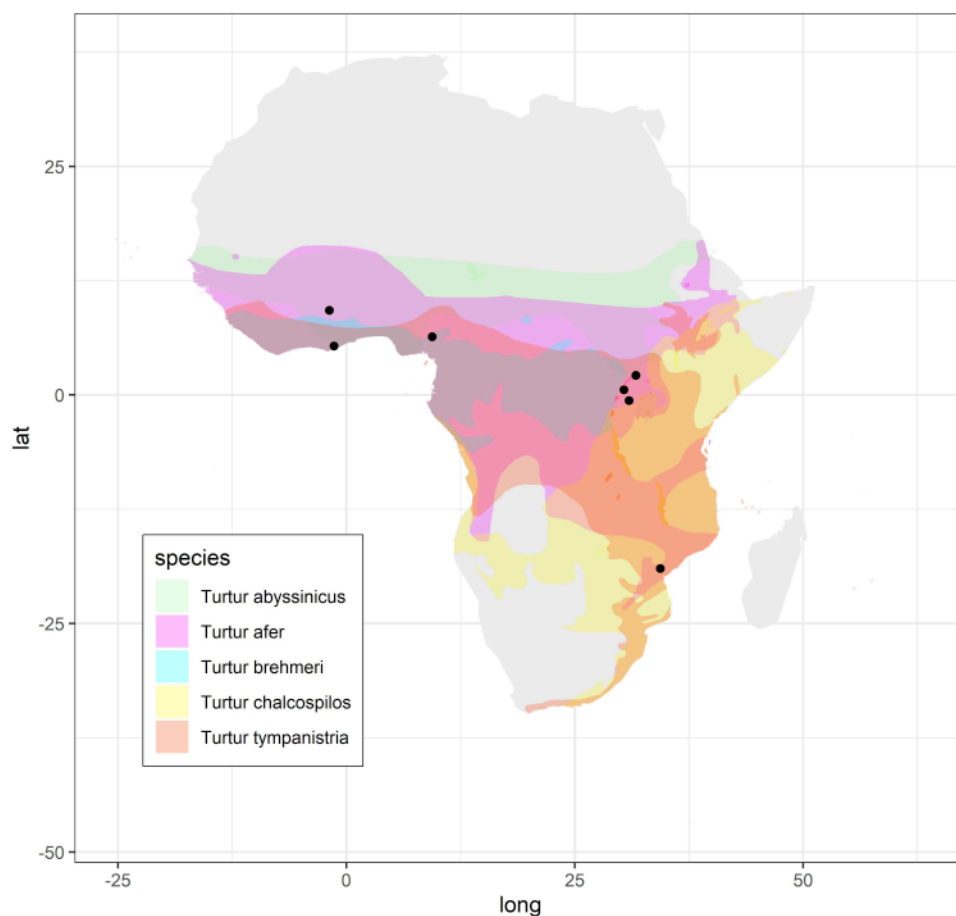 25
0
-25
-50
lat
species
Turtur abyssinicus
Turtur afer
Turtur brehmeri
Turtur chalcospilos
Turtur tympanistria
-25
0
25
50
long